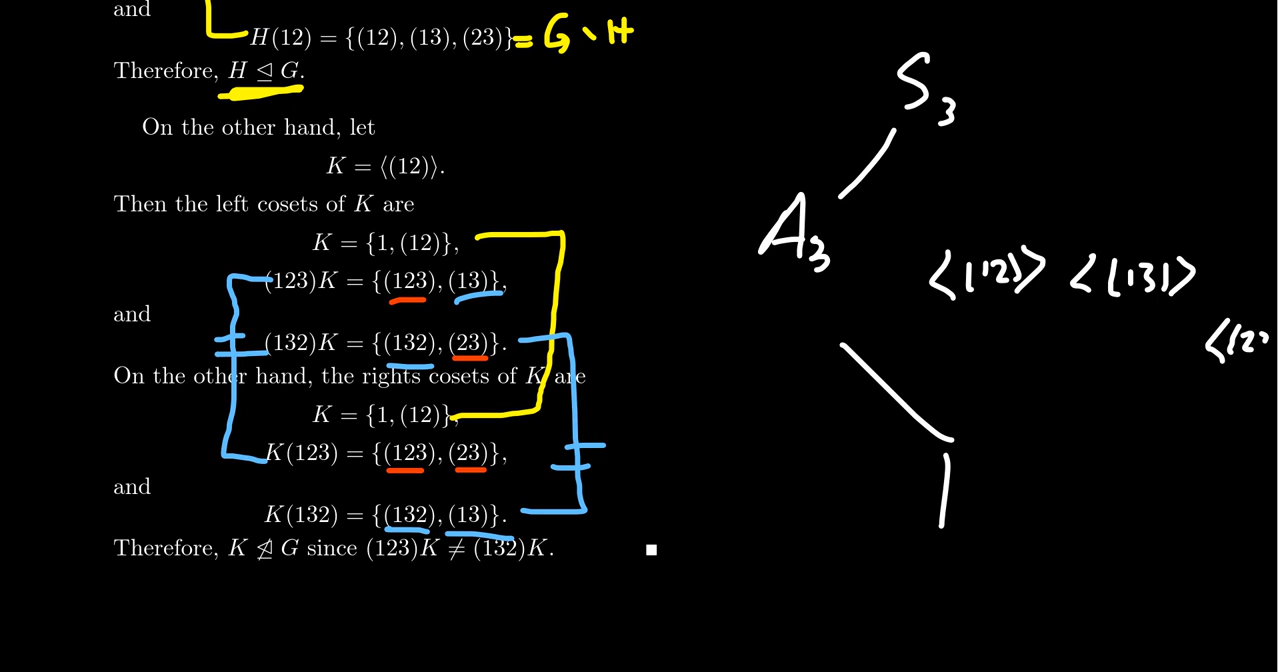 and
H(12) = {(12), (13), (23)} = G \ H
Therefore, H ⊴ G.
On the other hand, let
K = ⟨(12)⟩.
Then the left cosets of K are
K = {1, (12)},
(123)K = {(123), (13)},
and
(132)K = {(132), (23)}.
On the other hand, the rights cosets of K are
K = {1, (12)},
K(123) = {(123), (23)},
and
K(132) = {(132), (13)}.
Therefore, K ⋬ G since (123)K ≠ (132)K.
S₃
A₃
⟨(12)⟩ ⟨(13)⟩
1